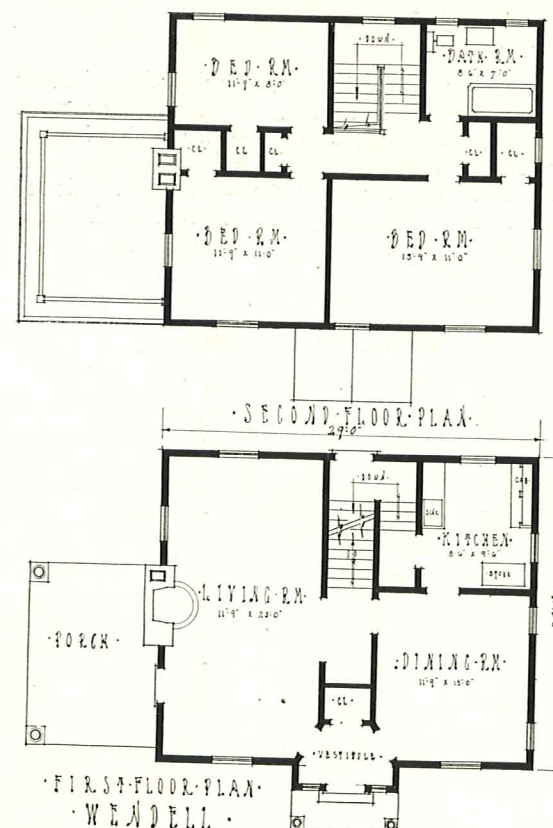 DOWN
BED·RM·
11'-9" X 8'-0"
BATH·RM·
8'-6" X 7'-0"
CL
CL
CL
CL
CL
·BED·RM·
11'-9" X 11'-0"
·BED·RM·
15'-9" X 11'-0"
·SECOND·FLOOR·PLAN·
29'-0"
DOWN
UP
SINK
·KITCHEN·
8'-6" X 9'-6"
·LIVING·RM·
11'-9" X 23'-0"
·PORCH·
·DINING·RM·
11'-9" X 13'-0"
·CL·
·VESTIBULE·
·FIRST·FLOOR·PLAN·
·WENDELL·